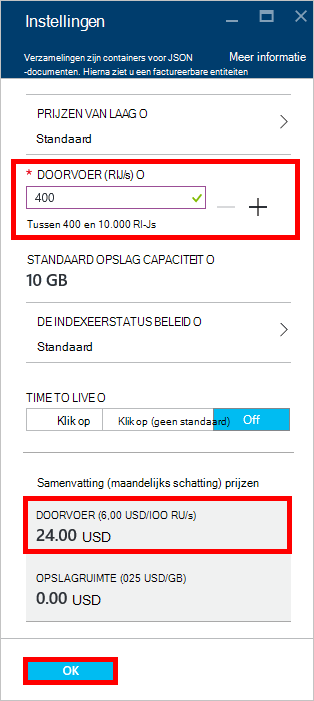 Instellingen
Verzamelingen zijn containers voor JSON
-documenten. Hierna ziet u een factureerbare entiteiten
Meer informatie
PRIJZEN VAN LAAG O
Standaard
* DOORVOER (RIJ/s) O
400
Tussen 400 en 10.000 RI-Js
STANDAARD OPSLAG CAPACITEIT O
10 GB
DE INDEXEERSTATUS BELEID O
Standaard
TIME TO LIVE O
Klik op
Klik op (geen standaard)
Off
Samenvatting (maandelijks schatting) prijzen
DOORVOER (6,00 USD/IOO RU/s)
24.00 USD
OPSLAGRUIMTE (025 USD/GB)
0.00 USD
OK